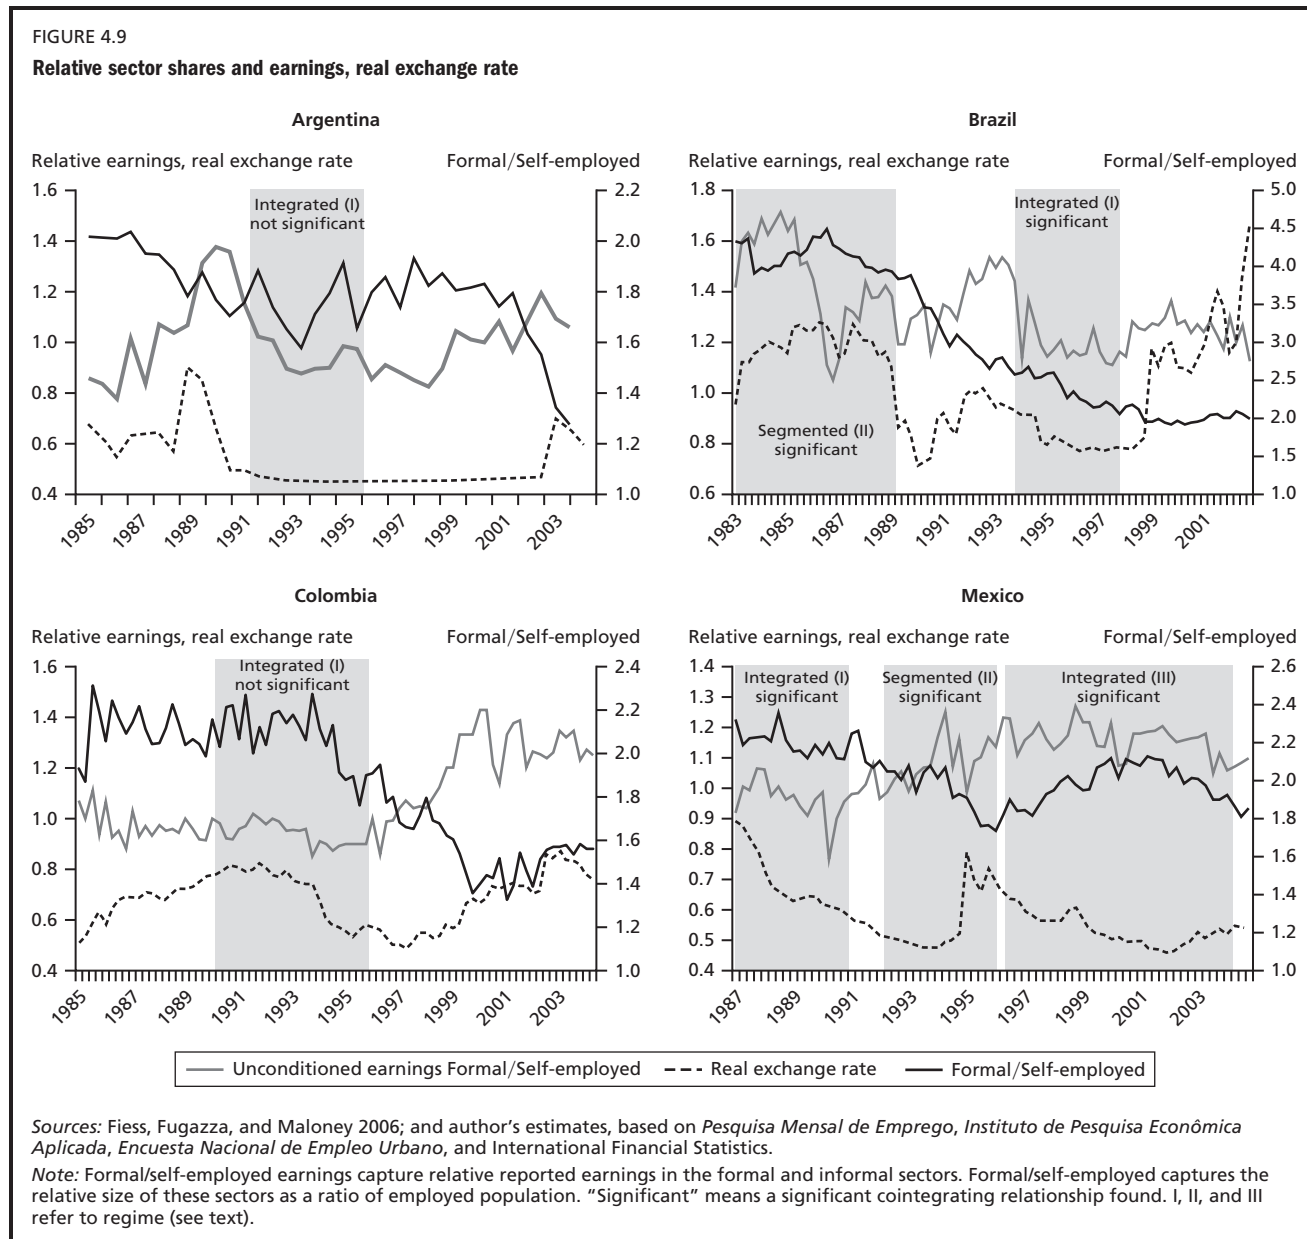 FIGURE 4.9
Relative sector shares and earnings, real exchange rate
Argentina
Relative earnings, real exchange rate
Formal/Self-employed
1.6
1.4
1.2
1.0
0.8
0.6
0.4
Integrated (I)
not significant
2.2
2.0
1.8
1.6
1.4
1.2
1.0
1985
1987
1989
1991
1993
1995
1997
1999
2001
2003
Brazil
Relative earnings, real exchange rate
Formal/Self-employed
1.8
1.6
1.4
1.2
1.0
0.8
0.6
Segmented (II)
significant
Integrated (I)
significant
5.0
4.5
4.0
3.5
3.0
2.5
2.0
1.5
1.0
1983
1985
1987
1989
1991
1993
1995
1997
1999
2001
Colombia
Relative earnings, real exchange rate
Formal/Self-employed
1.6
1.4
1.2
1.0
0.8
0.6
0.4
Integrated (I)
not significant
2.4
2.2
2.0
1.8
1.6
1.4
1.2
1.0
1985
1987
1989
1991
1993
1995
1997
1999
2001
2003
Mexico
Relative earnings, real exchange rate
Formal/Self-employed
1.4
1.3
1.2
1.1
1.0
0.9
0.8
0.7
0.6
0.5
0.4
Integrated (I)
significant
Segmented (II)
significant
Integrated (III)
significant
2.6
2.4
2.2
2.0
1.8
1.6
1.4
1.2
1.0
1987
1989
1991
1993
1995
1997
1999
2001
2003
Unconditioned earnings Formal/Self-employed
Real exchange rate
Formal/Self-employed
Sources: Fiess, Fugazza, and Maloney 2006; and author's estimates, based on Pesquisa Mensal de Emprego, Instituto de Pesquisa Econômica
Aplicada, Encuesta Nacional de Empleo Urbano, and International Financial Statistics.
Note: Formal/self-employed earnings capture relative reported earnings in the formal and informal sectors. Formal/self-employed captures the
relative size of these sectors as a ratio of employed population. "Significant" means a significant cointegrating relationship found. I, II, and III
refer to regime (see text).